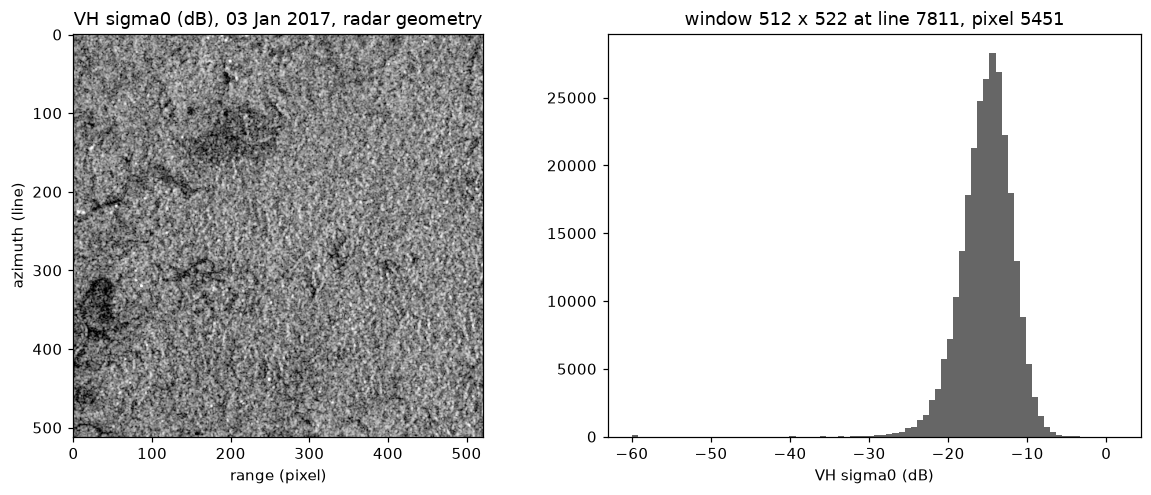 VH sigma0 (dB), 03 Jan 2017, radar geometry
0
100
200
300
400
500
azimuth (line)
0 100 200 300 400 500
range (pixel)
window 512 x 522 at line 7811, pixel 5451
25000
20000
15000
10000
5000
0
−60 −50 −40 −30 −20 −10 0
VH sigma0 (dB)